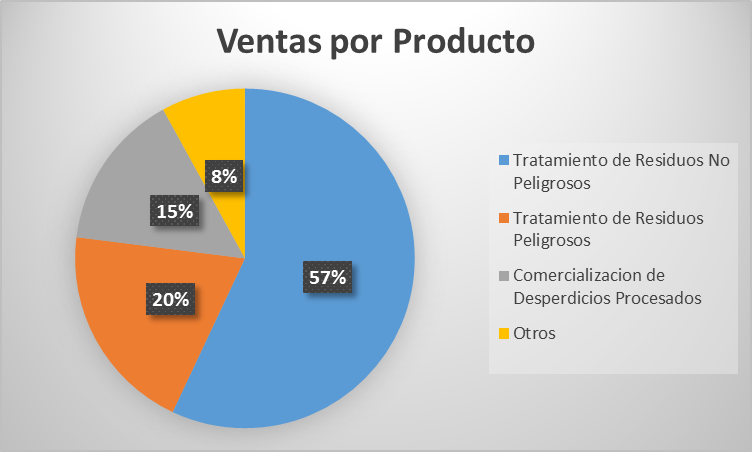 Ventas por Producto
8%
15%
57%
20%
Tratamiento de Residuos No
Peligrosos
Tratamiento de Residuos
Peligrosos
Comercializacion de
Desperdicios Procesados
Otros